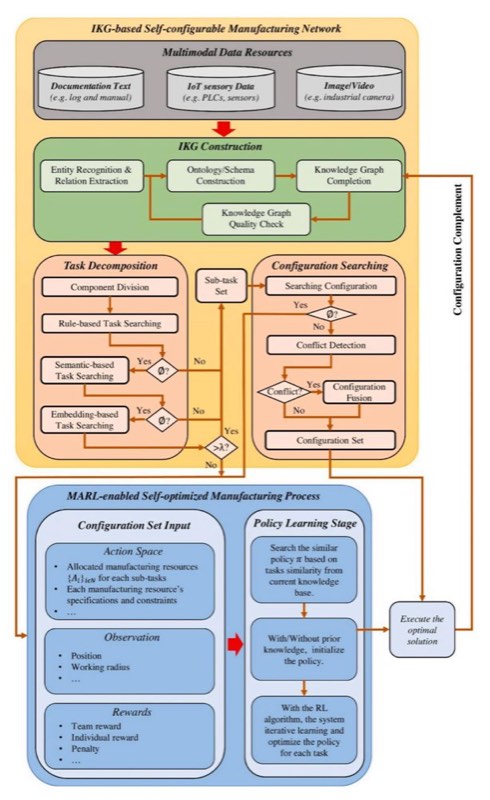 IKG-based Self-configurable Manufacturing Network
Multimodal Data Resources
Documentation Text
(e.g. log and manual)
IoT sensory Data
(e.g. PLCs, sensors)
Image/Video
(e.g. industrial camera)
IKG Construction
Entity Recognition &
Relation Extraction
Ontology/Schema
Construction
Knowledge Graph
Completion
Knowledge Graph
Quality Check
Configuration Complement
Task Decomposition
Component Division
Rule-based Task Searching
Yes
Ø?
No
Semantic-based
Task Searching
Yes
Ø?
No
Embedding-based
Task Searching
Yes
>λ?
No
Sub-task
Set
Configuration Searching
Searching Configuration
Yes
Ø?
No
Conflict Detection
Conflict?
Yes
Configuration
Fusion
No
Configuration Set
MARL-enabled Self-optimized Manufacturing Process
Configuration Set Input
Action Space
• Allocated manufacturing resources
{A_i}_{i∈N} for each sub-tasks
• Each manufacturing resource's
specifications and constraints
• …
Observation
• Position
• Working radius
• …
Rewards
• Team reward
• Individual reward
• Penalty
• …
Policy Learning Stage
Search the similar
policy π based on
tasks similarity from
current knowledge
base.
With/Without prior
knowledge, initialize
the policy.
With the RL
algorithm, the system
iterative learning and
optimize the policy
for each task
Execute the
optimal
solution